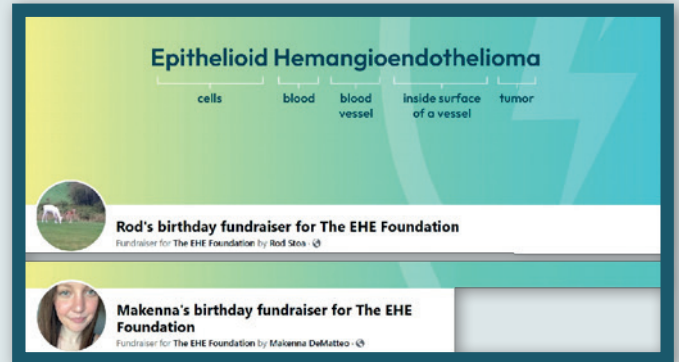 Epithelioid Hemangioendothelioma
cells blood blood vessel inside surface of a vessel tumor
Rod's birthday fundraiser for The EHE Foundation
Fundraiser for The EHE Foundation by Rod Stoa ·
Makenna's birthday fundraiser for The EHE
Foundation
Fundraiser for The EHE Foundation by Makenna DeMatteo ·